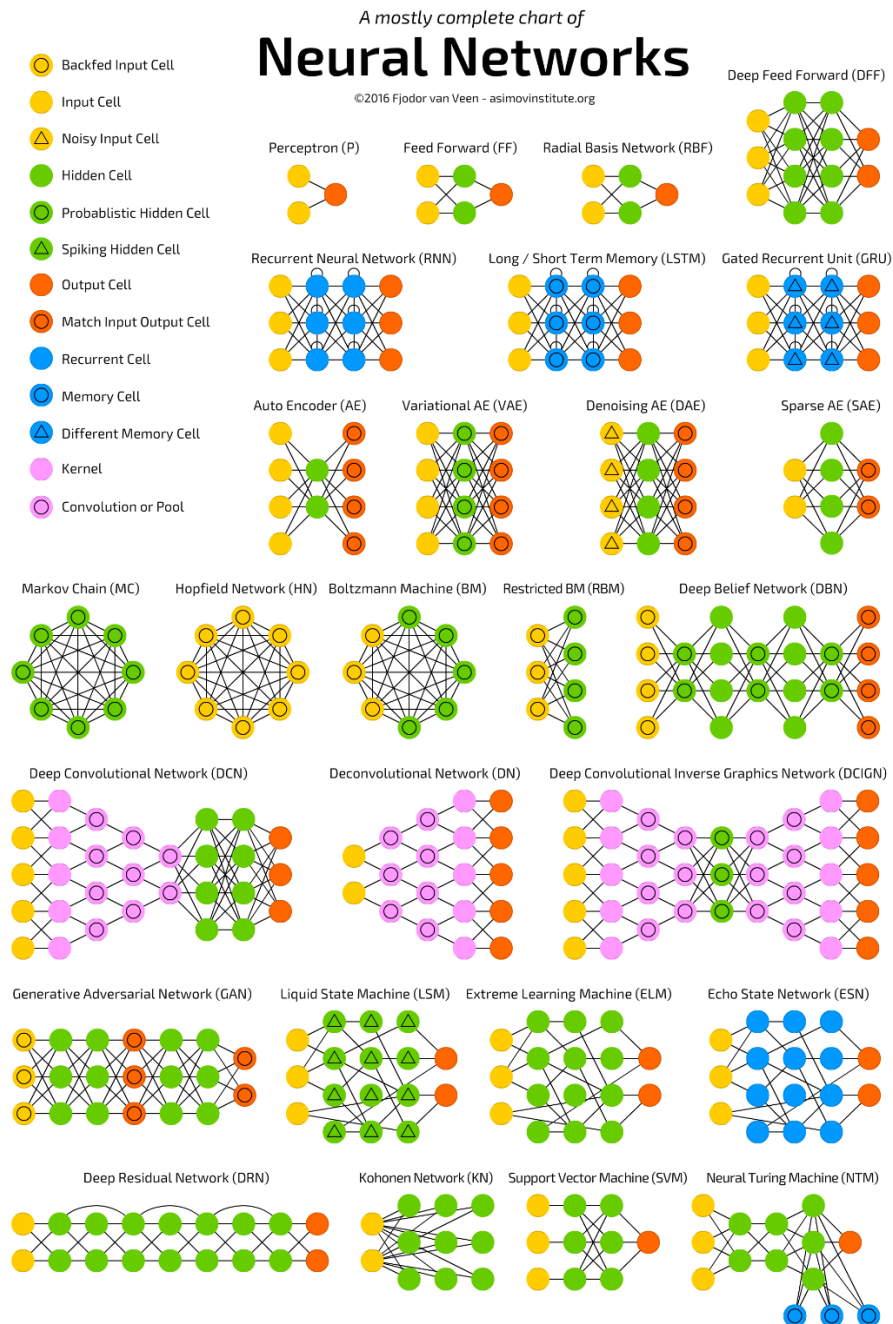 A mostly complete chart of
Neural Networks
©2016 Fjodor van Veen - asimovinstitute.org
Backfed Input Cell
Input Cell
Noisy Input Cell
Hidden Cell
Probablistic Hidden Cell
Spiking Hidden Cell
Output Cell
Match Input Output Cell
Recurrent Cell
Memory Cell
Different Memory Cell
Kernel
Convolution or Pool
Deep Feed Forward (DFF)
Perceptron (P)
Feed Forward (FF)
Radial Basis Network (RBF)
Recurrent Neural Network (RNN)
Long / Short Term Memory (LSTM)
Gated Recurrent Unit (GRU)
Auto Encoder (AE)
Variational AE (VAE)
Denoising AE (DAE)
Sparse AE (SAE)
Markov Chain (MC)
Hopfield Network (HN)
Boltzmann Machine (BM)
Restricted BM (RBM)
Deep Belief Network (DBN)
Deep Convolutional Network (DCN)
Deconvolutional Network (DN)
Deep Convolutional Inverse Graphics Network (DCIGN)
Generative Adversarial Network (GAN)
Liquid State Machine (LSM)
Extreme Learning Machine (ELM)
Echo State Network (ESN)
Deep Residual Network (DRN)
Kohonen Network (KN)
Support Vector Machine (SVM)
Neural Turing Machine (NTM)